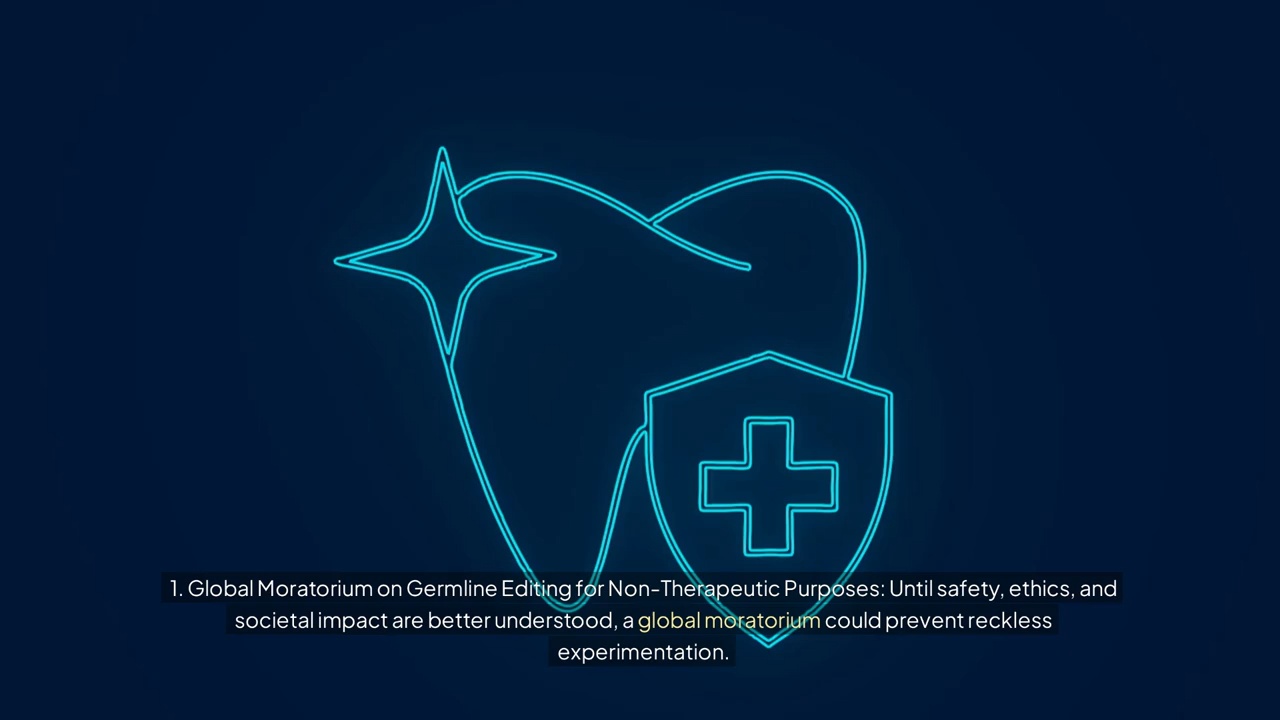 1. Global Moratorium on Germline Editing for Non-Therapeutic Purposes: Until safety, ethics, and
societal impact are better understood, a global moratorium could prevent reckless
experimentation.